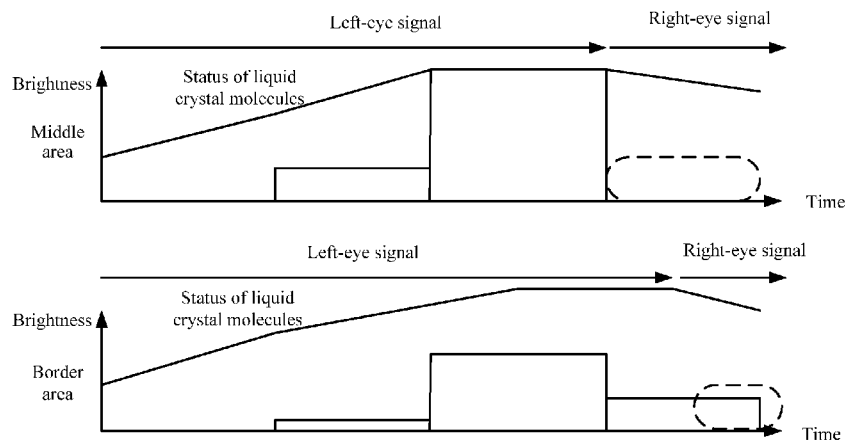 Left-eye signal
Right-eye signal
Brightness
Status of liquid
crystal molecules
Middle
area
Time
Left-eye signal
Right-eye signal
Status of liquid
crystal molecules
Brightness
Border
area
Time